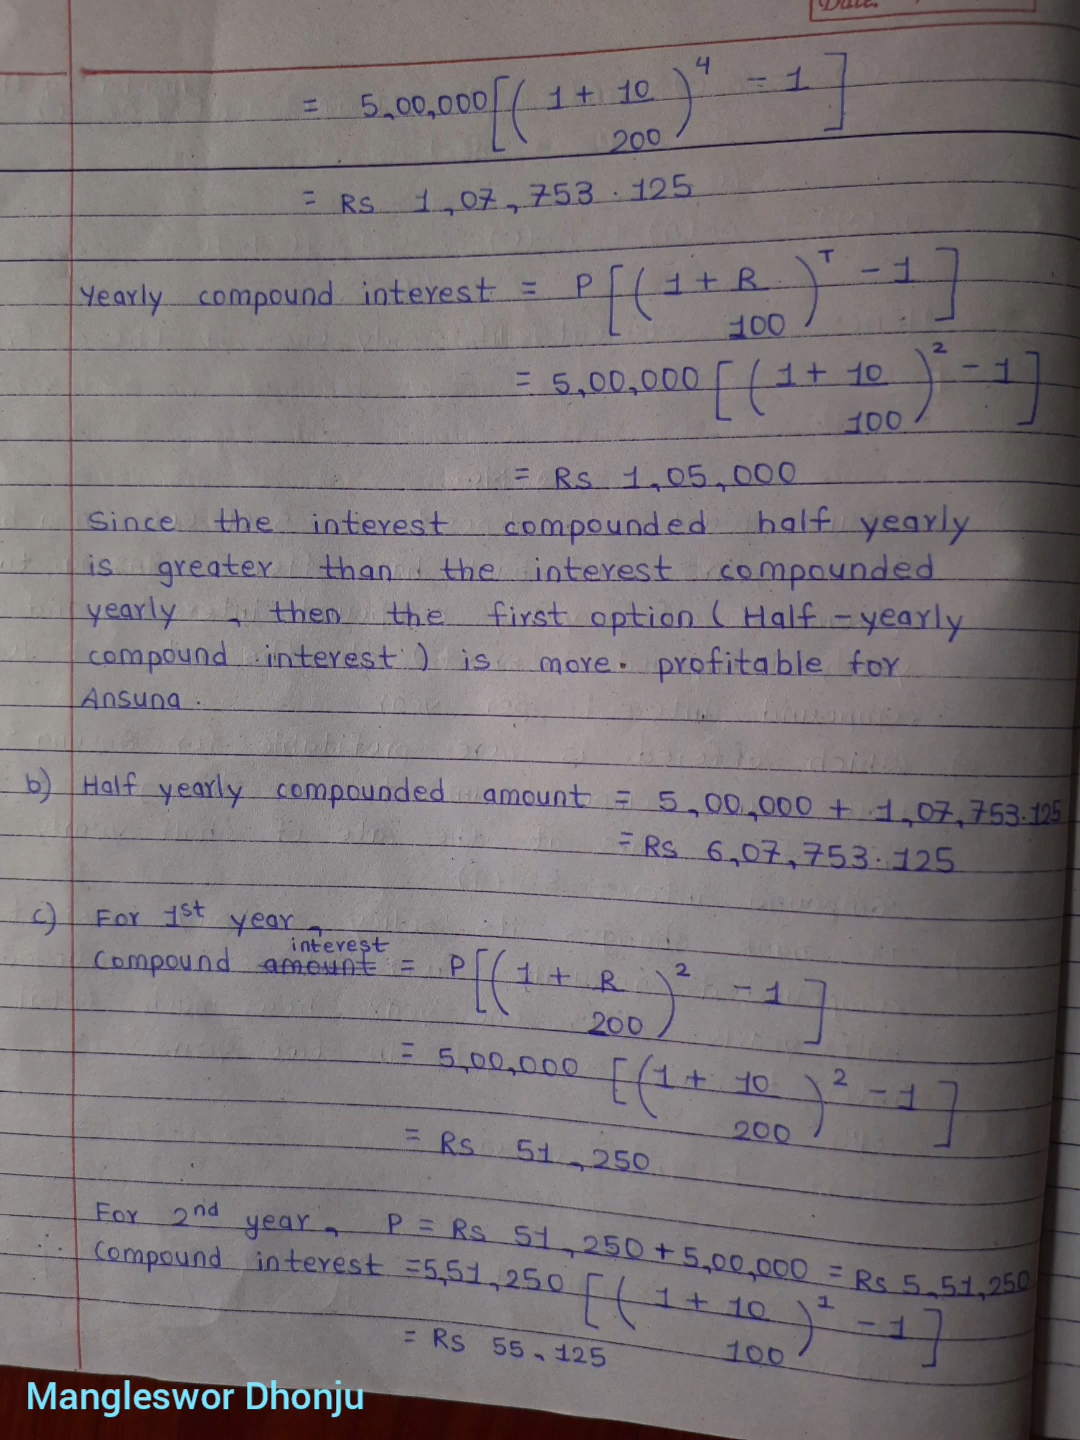 Date.
= 5,00,000[(1 + 10/200)^4 - 1]
= Rs 1,07,753.125
Yearly compound interest = P[(1 + R/100)^T - 1]
= 5,00,000[(1 + 10/100)^2 - 1]
= Rs 1,05,000
Since the interest compounded half yearly
is greater than the interest compounded
yearly, then the first option (Half-yearly
compound interest) is more profitable for
Ansuna.
b) Half yearly compounded amount = 5,00,000 + 1,07,753.125
= Rs 6,07,753.125
c) For 1st year,
interest
Compound amount = P[(1 + R/200)^2 - 1]
= 5,00,000 [(1 + 10/200)^2 - 1]
= Rs 51,250
For 2nd year, P = Rs 51,250 + 5,00,000 = Rs 5,51,250
Compound interest = 5,51,250 [(1 + 10/100)^1 - 1]
= Rs 55,125
Mangleswor Dhonju